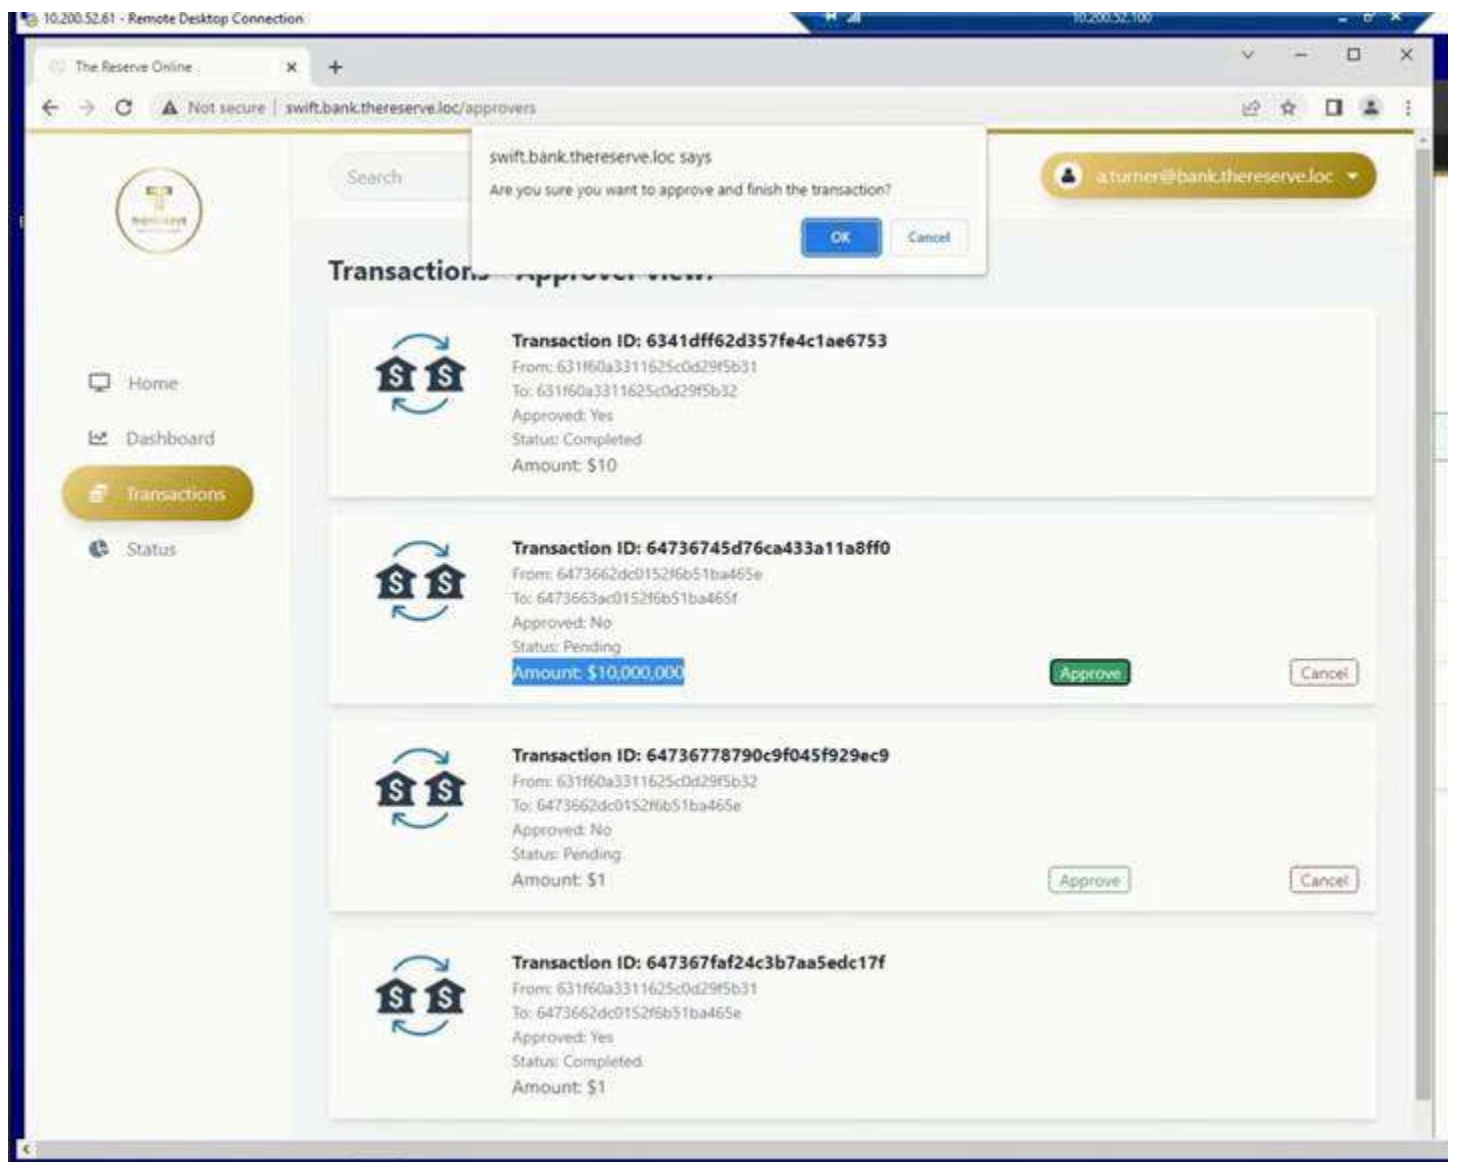 10.200.52.61 - Remote Desktop Connection
10.200.52.100
The Reserve Online
Not secure | swift.bank.thereserve.loc/approvers
swift.bank.thereserve.loc says
Are you sure you want to approve and finish the transaction?
OK Cancel
Search
a.turner@bank.thereserve.loc
THERESERVE
Transactions - Approver view:
Home
Dashboard
Transactions
Status
Transaction ID: 6341dff62d357fe4c1ae6753
From: 631f60a3311625c0d29f5b31
To: 631f60a3311625c0d29f5b32
Approved: Yes
Status: Completed
Amount: $10
Transaction ID: 64736745d76ca433a11a8ff0
From: 6473662dc0152f6b51ba465e
To: 6473663ac0152f6b51ba465f
Approved: No
Status: Pending
Amount: $10,000,000
Approve
Cancel
Transaction ID: 64736778790c9f045f929ec9
From: 631f60a3311625c0d29f5b32
To: 6473662dc0152f6b51ba465e
Approved: No
Status: Pending
Amount: $1
Approve
Cancel
Transaction ID: 647367faf24c3b7aa5edc17f
From: 631f60a3311625c0d29f5b31
To: 6473662dc0152f6b51ba465e
Approved: Yes
Status: Completed
Amount: $1